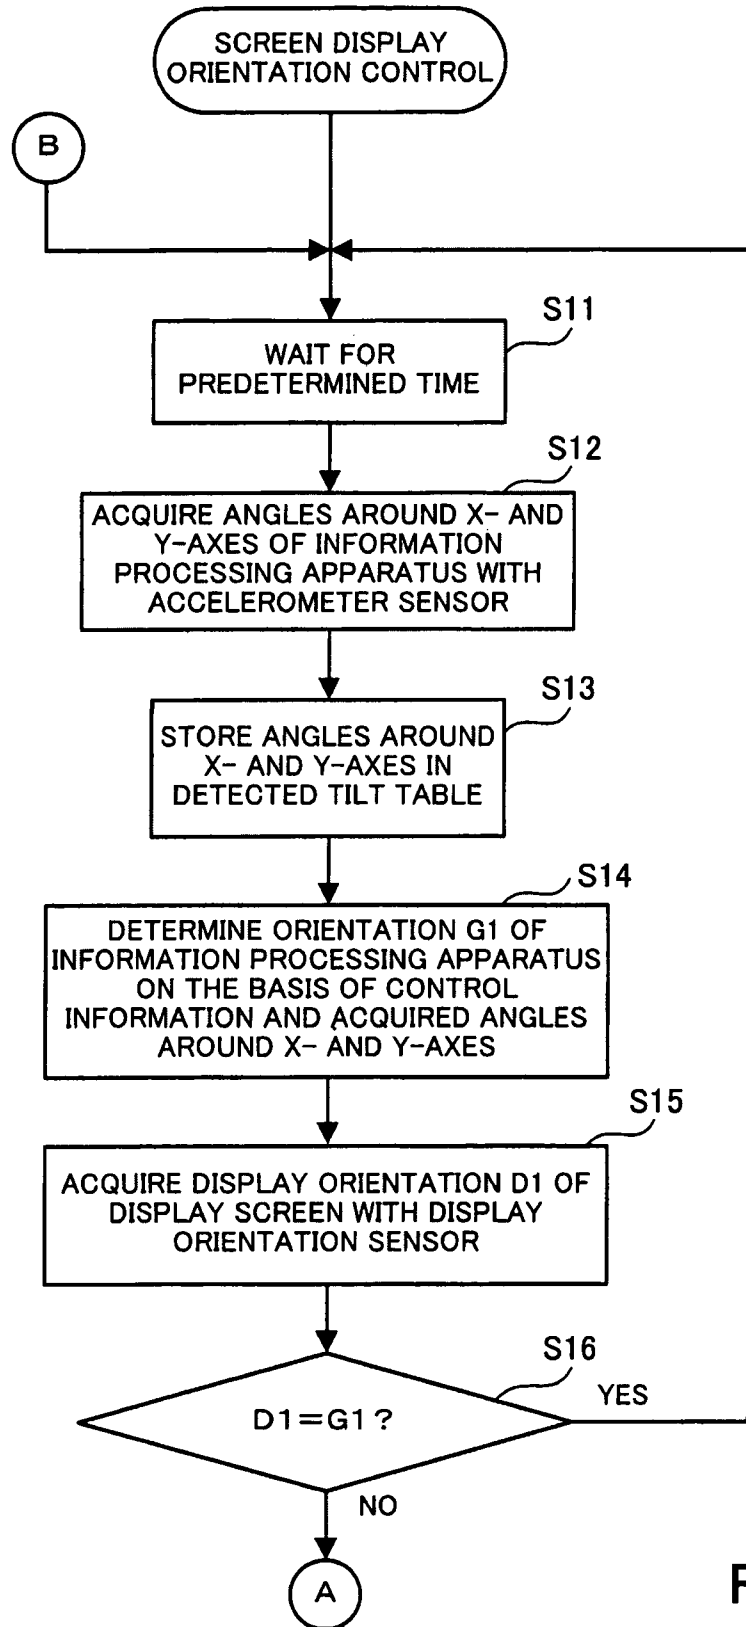 SCREEN DISPLAY
ORIENTATION CONTROL
B
S11
WAIT FOR
PREDETERMINED TIME
S12
ACQUIRE ANGLES AROUND X- AND
Y-AXES OF INFORMATION
PROCESSING APPARATUS WITH
ACCELEROMETER SENSOR
S13
STORE ANGLES AROUND
X- AND Y-AXES IN
DETECTED TILT TABLE
S14
DETERMINE ORIENTATION G1 OF
INFORMATION PROCESSING APPARATUS
ON THE BASIS OF CONTROL
INFORMATION AND ACQUIRED ANGLES
AROUND X- AND Y-AXES
S15
ACQUIRE DISPLAY ORIENTATION D1 OF
DISPLAY SCREEN WITH DISPLAY
ORIENTATION SENSOR
S16
YES
D1=G1?
NO
A